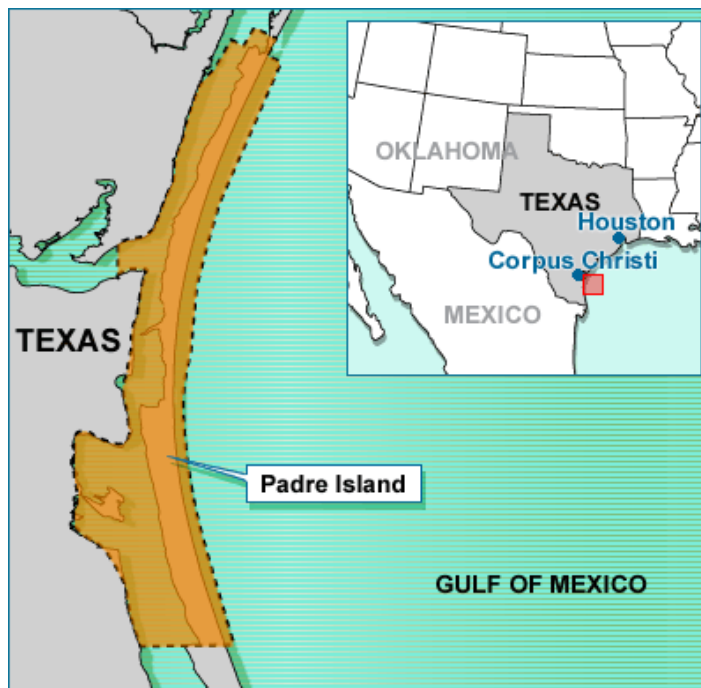 OKLAHOMA
TEXAS
Houston
Corpus Christi
MEXICO
TEXAS
Padre Island
GULF OF MEXICO